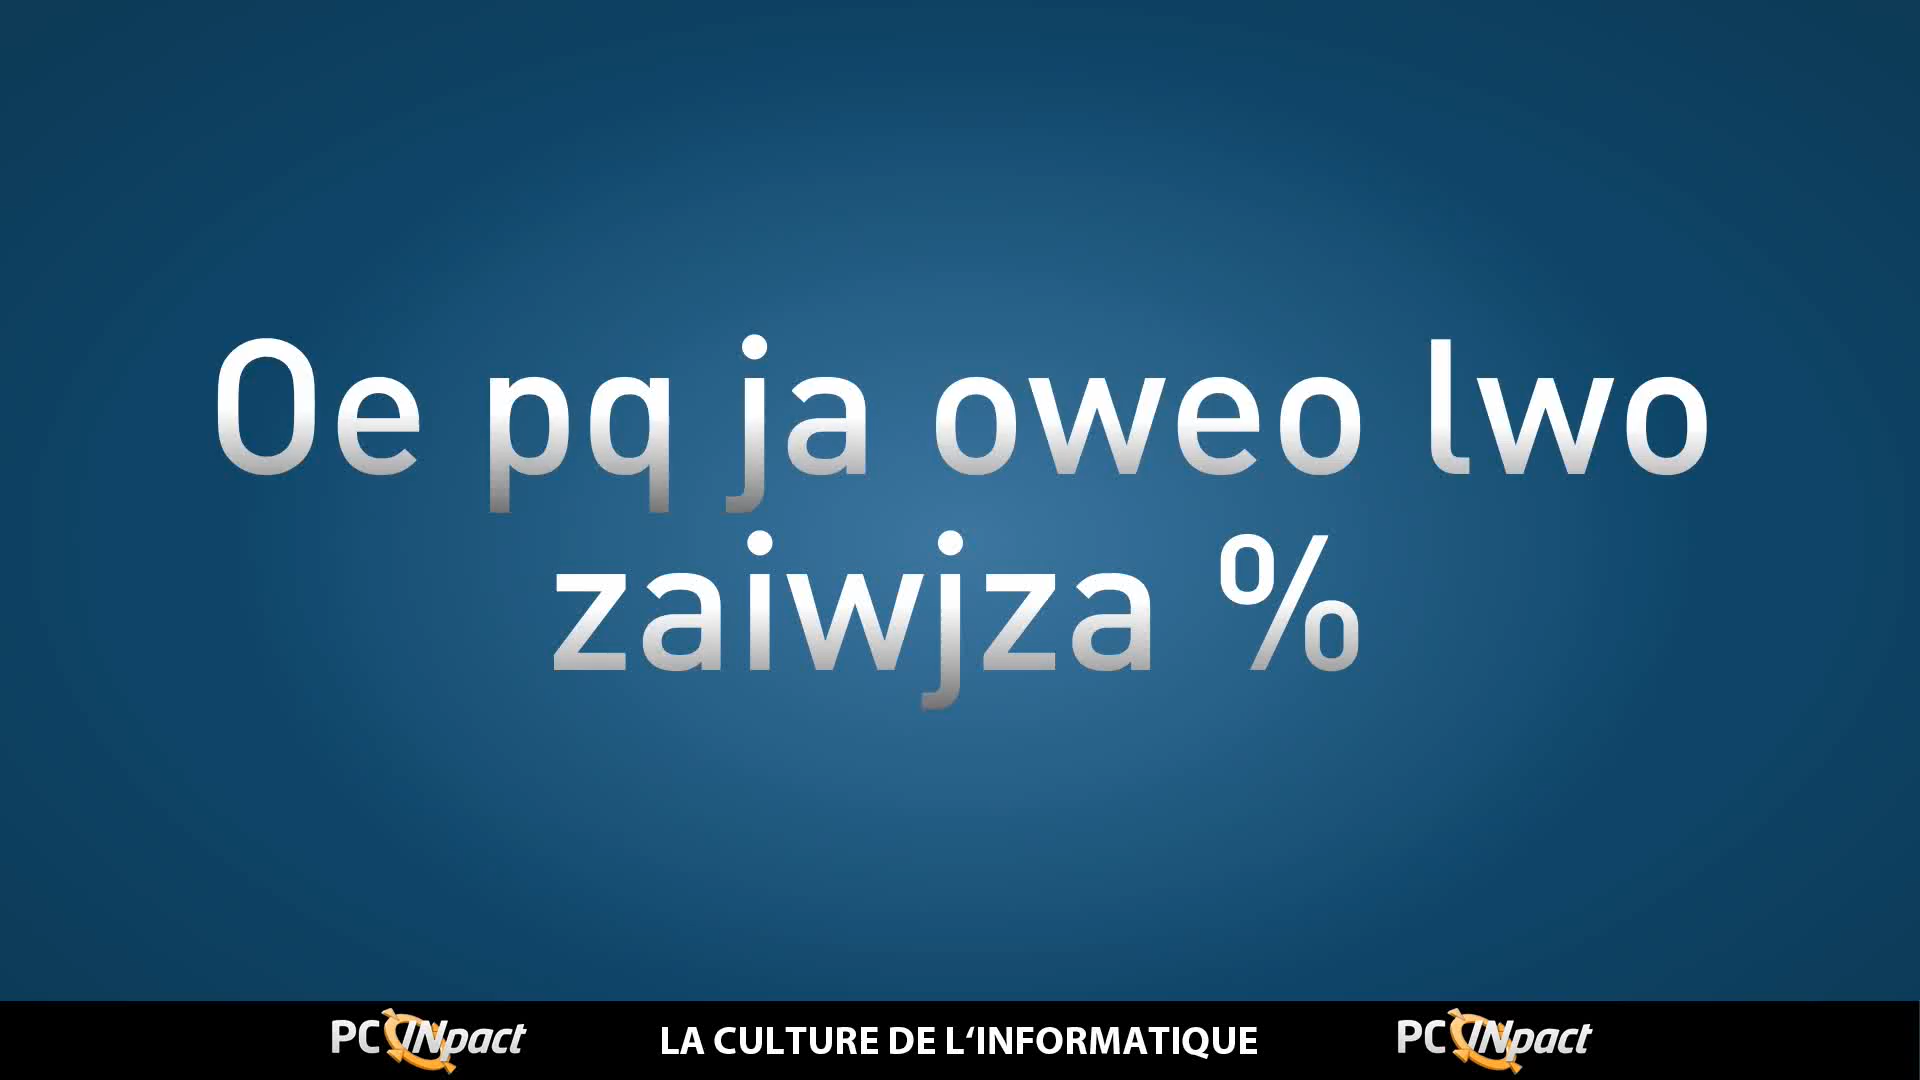 Oe pq ja oweo lwo
zaiwjza %
PC INpact LA CULTURE DE L‘INFORMATIQUE PC INpact